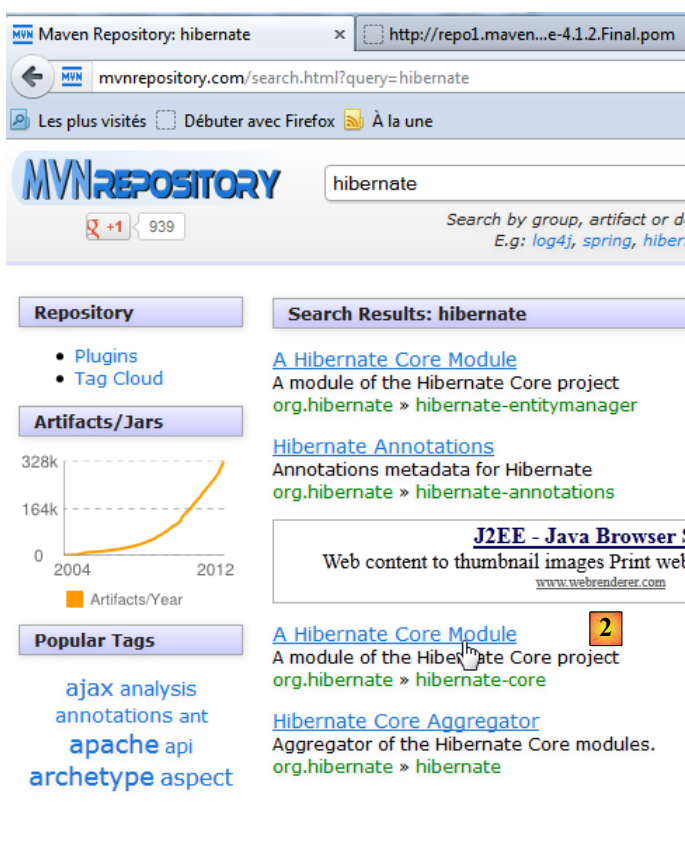 Maven Repository: hibernate
http://repo1.maven...e-4.1.2.Final.pom
mvnrepository.com/search.html?query=hibernate
Les plus visités Débuter avec Firefox À la une
MVNREPOSITORY
hibernate
+1 939
Search by group, artifact or
E.g: log4j, spring,
Repository
Plugins
Tag Cloud
Artifacts/Jars
328k
164k
0
2004 2012
Artifacts/Year
Popular Tags
ajax analysis
annotations ant
apache api
archetype aspect
Search Results: hibernate
A Hibernate Core Module
A module of the Hibernate Core project
org.hibernate » hibernate-entitymanager
Hibernate Annotations
Annotations metadata for Hibernate
org.hibernate » hibernate-annotations
J2EE - Java Browser
Web content to thumbnail images Print
www.webrenderer.com
A Hibernate Core Module
2
A module of the Hibernate Core project
org.hibernate » hibernate-core
Hibernate Core Aggregator
Aggregator of the Hibernate Core modules.
org.hibernate » hibernate